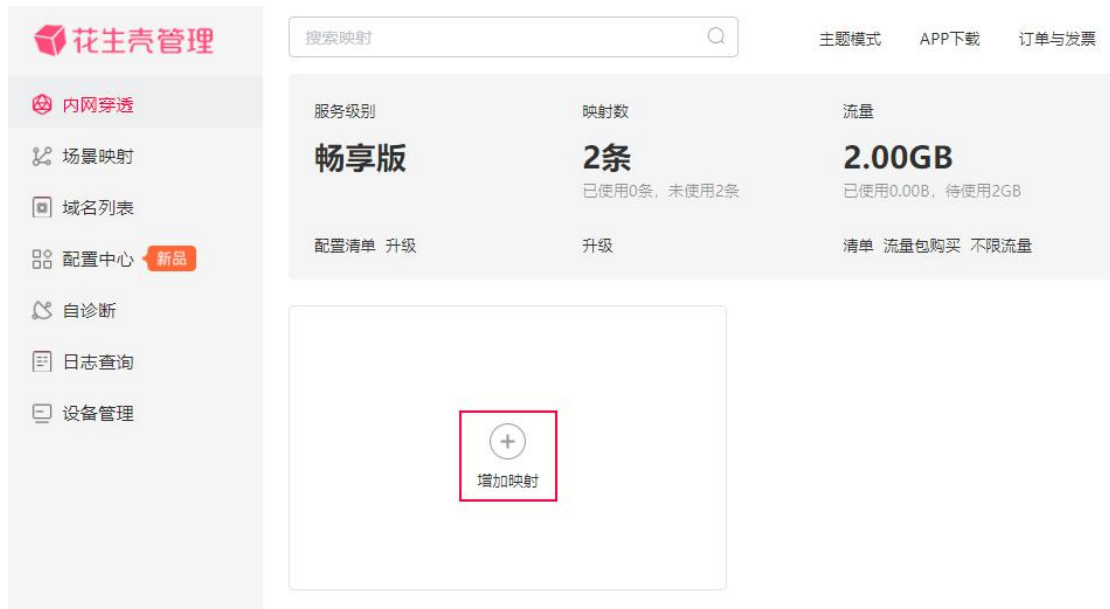 花生壳管理
搜索映射
主题模式 APP下载 订单与发票
内网穿透
场景映射
域名列表
配置中心 新品
自诊断
日志查询
设备管理
服务级别 映射数 流量
畅享版 2条 2.00GB
已使用0条，未使用2条 已使用0.00B，待使用2GB
配置清单 升级 升级 清单 流量包购买 不限流量
增加映射